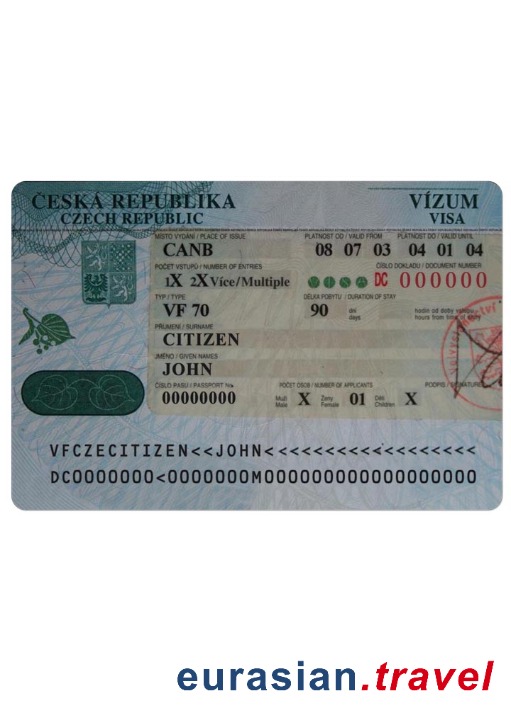 ČESKÁ REPUBLIKA
CZECH REPUBLIC
VÍZUM
VISA
MÍSTO VYDÁNÍ / PLACE OF ISSUE
PLATNOST OD / VALID FROM
PLATNOST DO / VALID UNTIL
CANB
08 07 03
04 01 04
POČET VSTUPŮ / NUMBER OF ENTRIES
ČÍSLO DOKLADU / DOCUMENT NUMBER
1X 2X Více/Multiple
DC 000000
TYP / TYPE
DÉLKA POBYTU / DURATION OF STAY
VF 70
90
dní
days
hodin od doby vstupu
hours from time of entry
PŘÍJMENÍ / SURNAME
CITIZEN
JMÉNO / GIVEN NAMES
JOHN
ČÍSLO PASU / PASSPORT No
POČET OSOB / NUMBER OF APPLICANTS
PODPIS / SIGNATURE
00000000
Muži
Male
X
Ženy
Female
01
Děti
Children
X
VFCZECITIZEN<<JOHN<<<<<<<<<<<<<<<<<<<
DC0000000<0000000M0000000000000000000
eurasian.travel